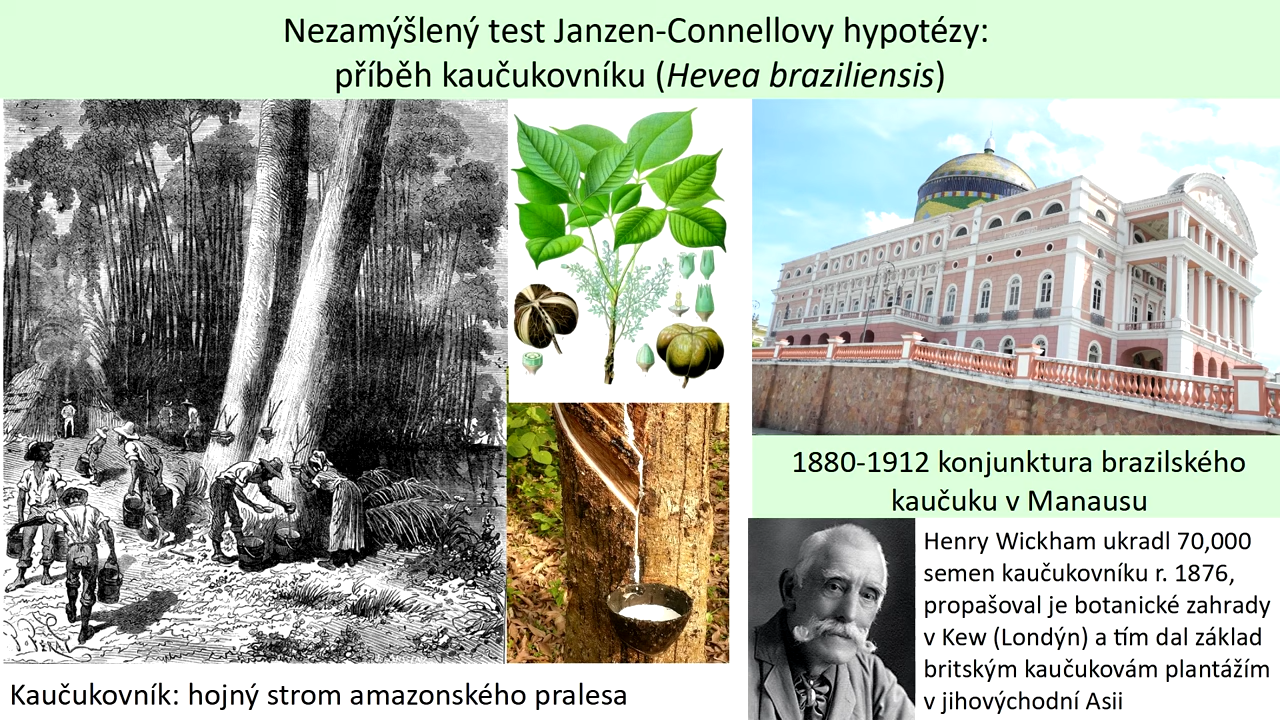 Nezamýšlený test Janzen-Connellovy hypotézy:
příběh kaučukovníku (Hevea braziliensis)
1880-1912 konjunktura brazilského
kaučuku v Manausu
Henry Wickham ukradl 70,000
semen kaučukovníku r. 1876,
propašoval je botanické zahrady
v Kew (Londýn) a tím dal základ
britským kaučukovám plantážím
v jihovýchodní Asii
Kaučukovník: hojný strom amazonského pralesa